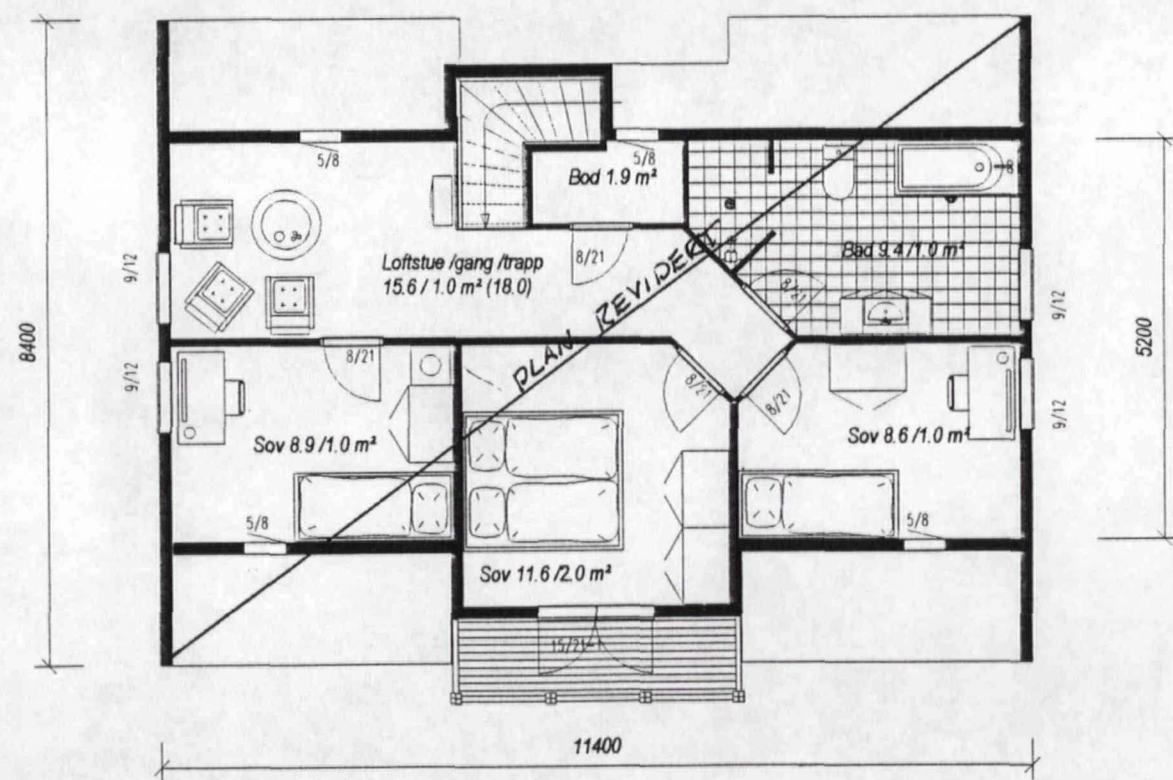 5/8
5/8
Bod 1.9 m²
8/21
Loftstue /gang /trapp
15.6 / 1.0 m² (18.0)
Bad 9.4 /1.0 m²
8/21
9/12
9/12
8400
5200
PLAN REVIDERT
9/12
9/12
8/21
8/21
8/21
Sov 8.9 /1.0 m²
Sov 8.6 /1.0 m²
5/8
5/8
Sov 11.6 /2.0 m²
15/21
11400